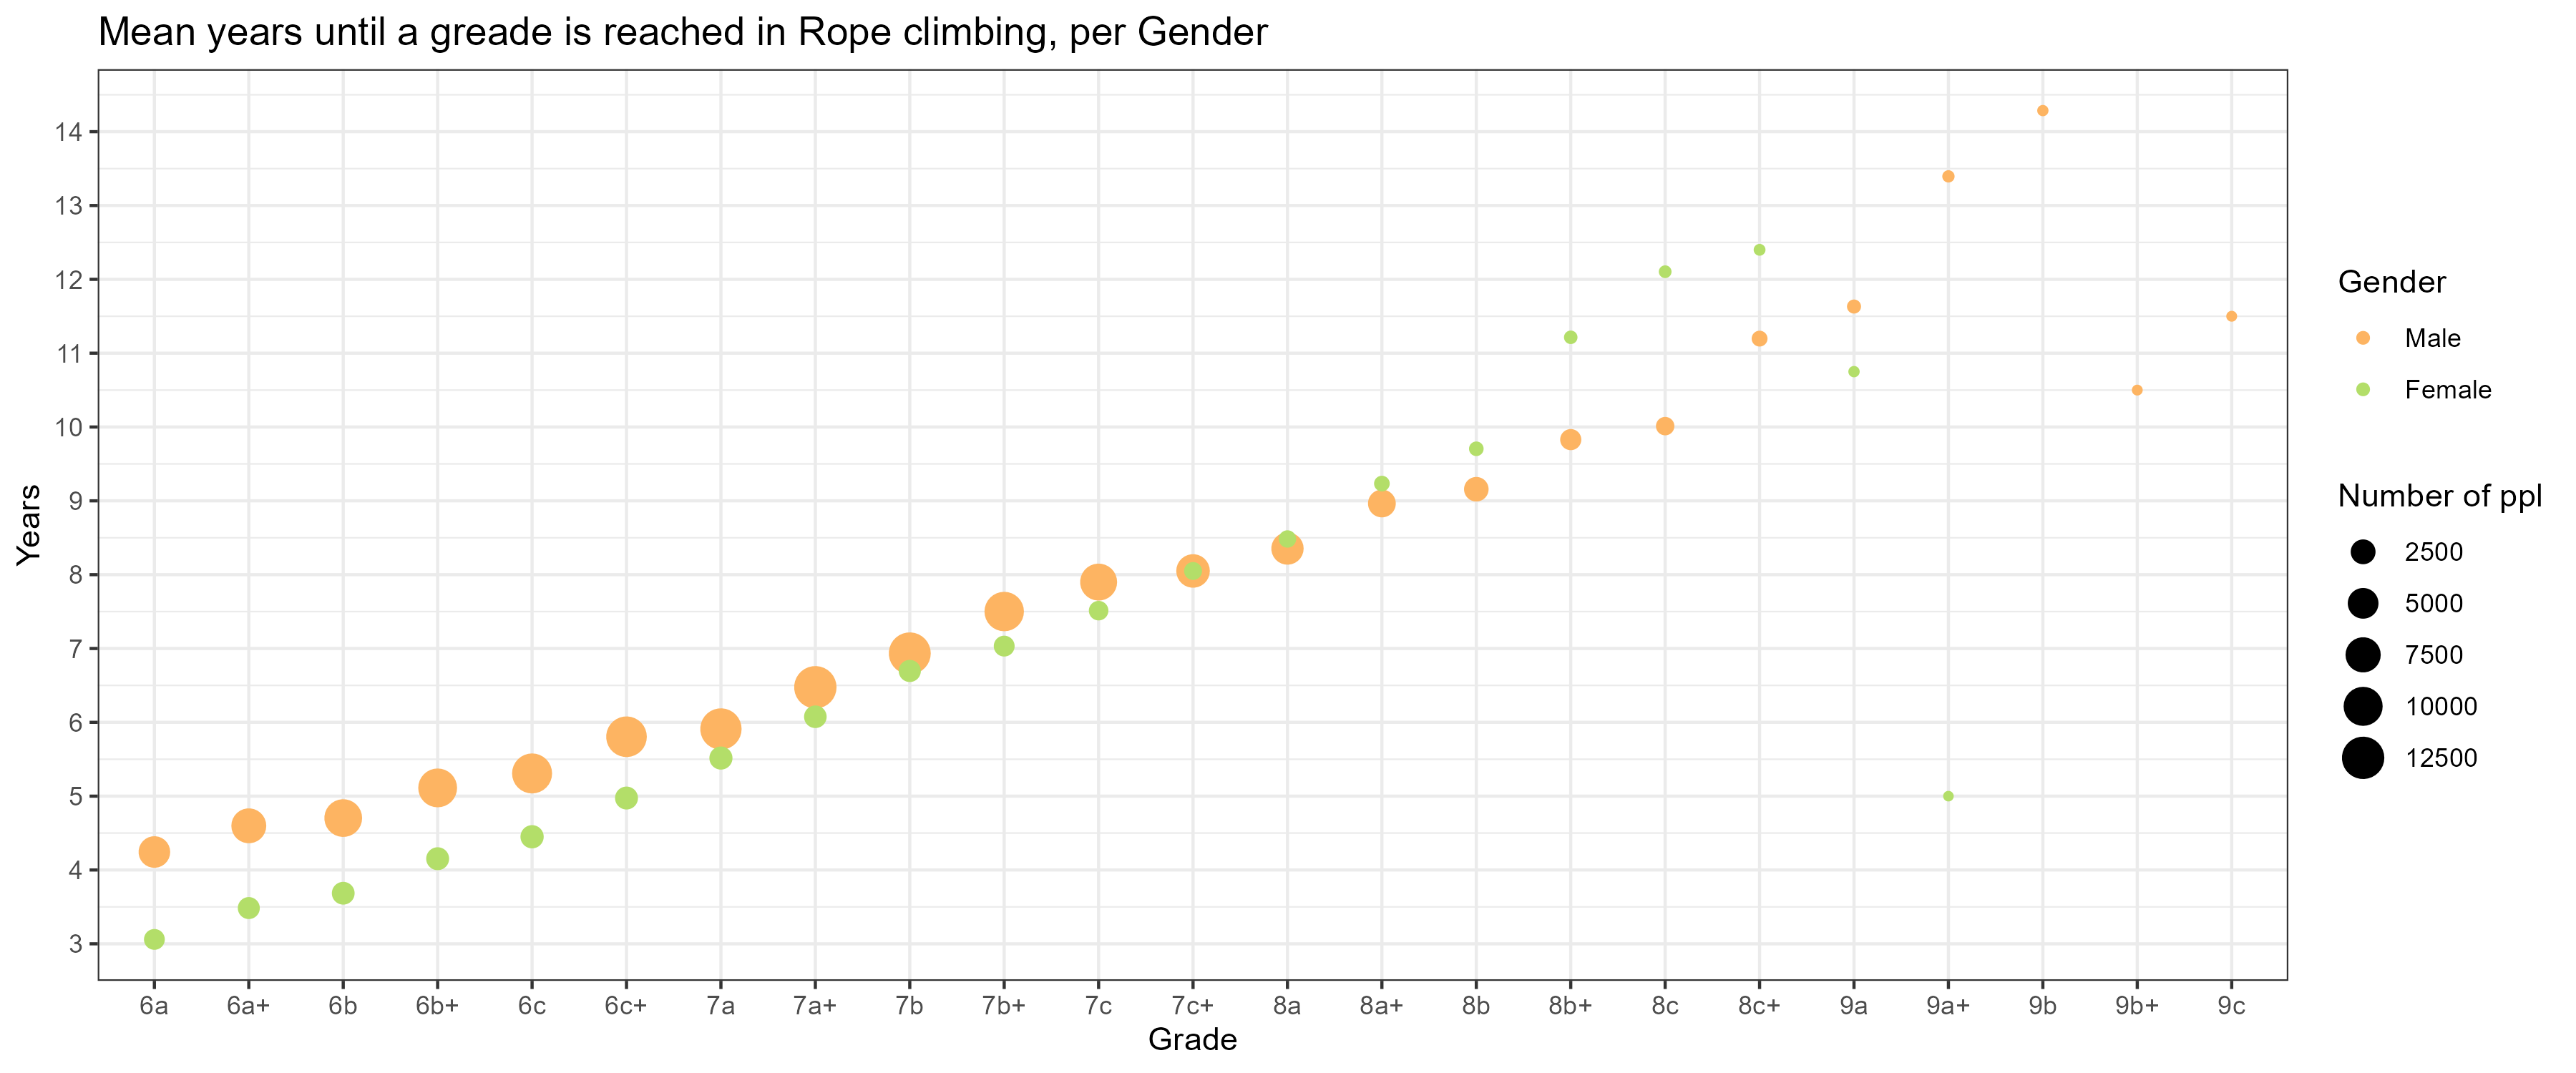 Mean years until a greade is reached in Rope climbing, per Gender
14
13
12
11
10
9
8
7
6
5
4
3
Years
6a 6a+ 6b 6b+ 6c 6c+ 7a 7a+ 7b 7b+ 7c 7c+ 8a 8a+ 8b 8b+ 8c 8c+ 9a 9a+ 9b 9b+ 9c
Grade
Gender
Male
Female
Number of ppl
2500
5000
7500
10000
12500